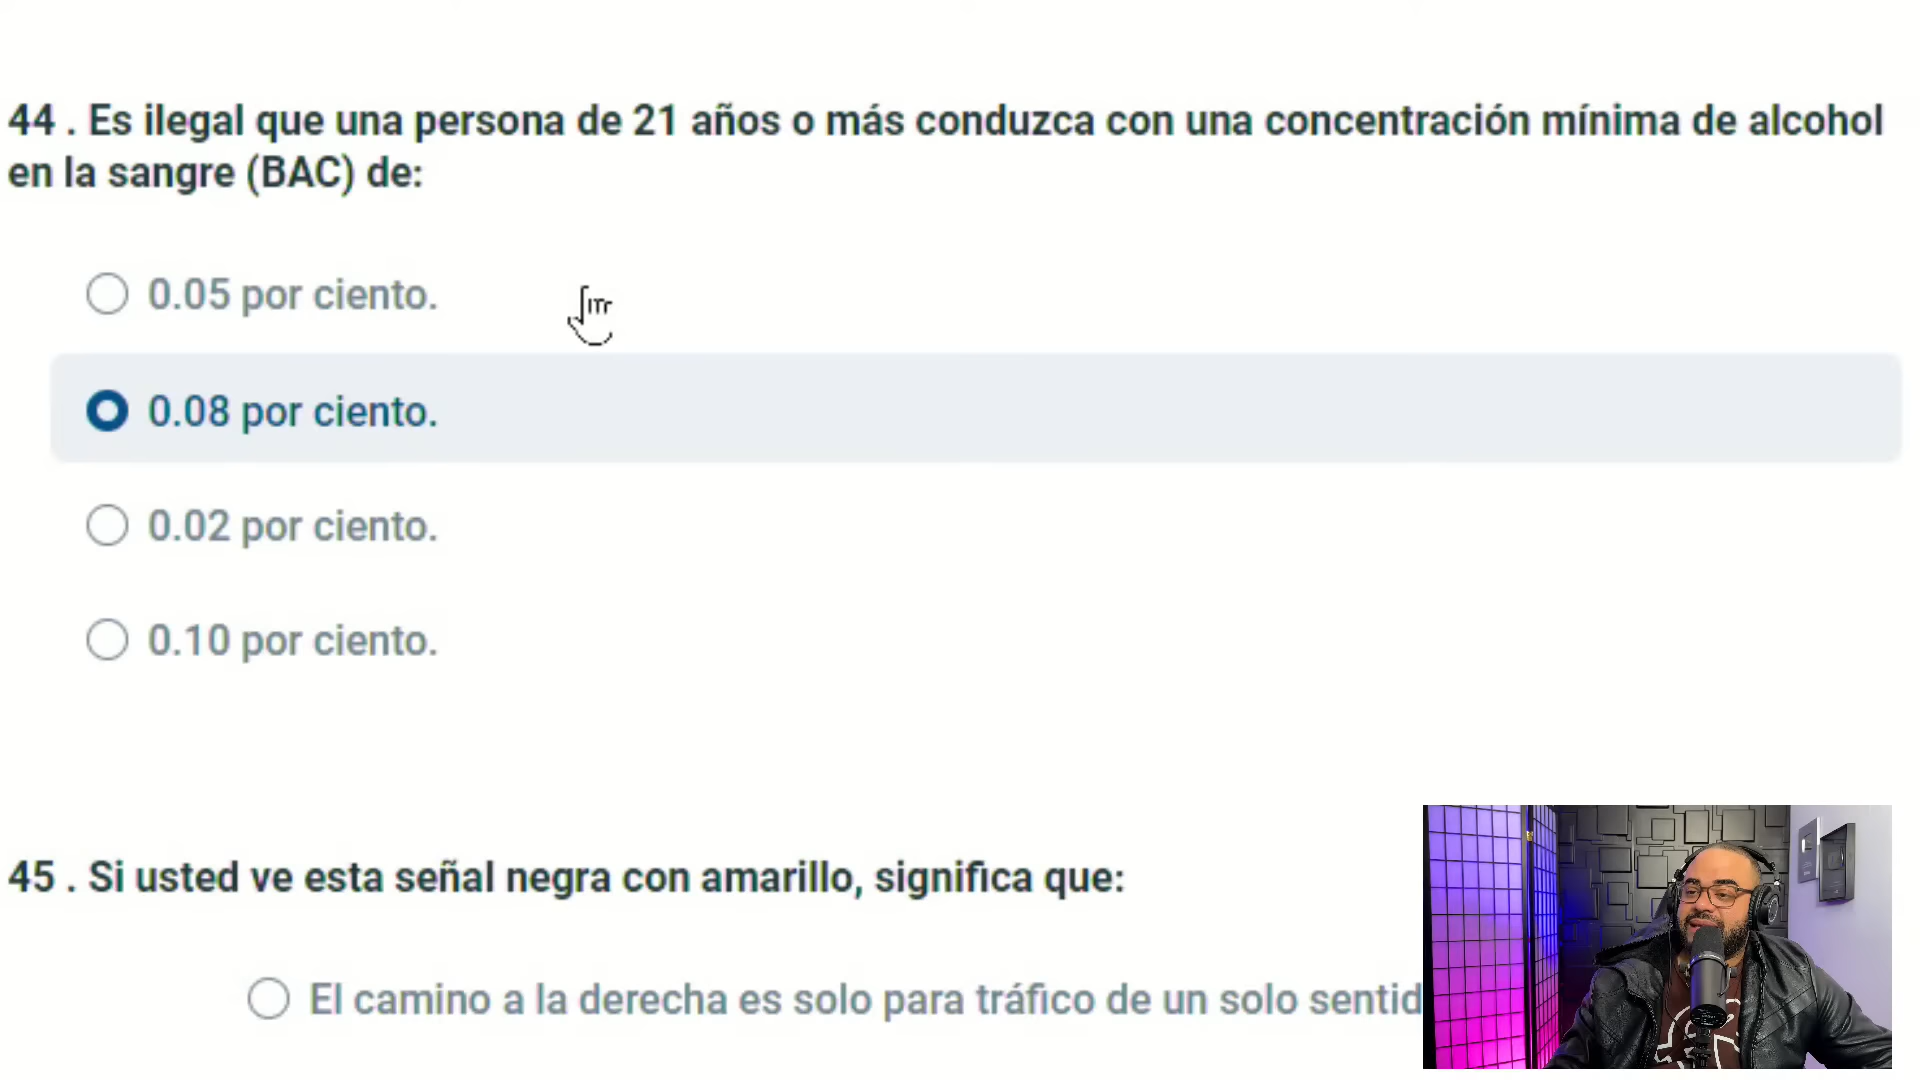 44 . Es ilegal que una persona de 21 años o más conduzca con una concentración mínima de alcohol
en la sangre (BAC) de:
0.05 por ciento.
0.08 por ciento.
0.02 por ciento.
0.10 por ciento.
45 . Si usted ve esta señal negra con amarillo, significa que:
El camino a la derecha es solo para tráfico de un solo sentid